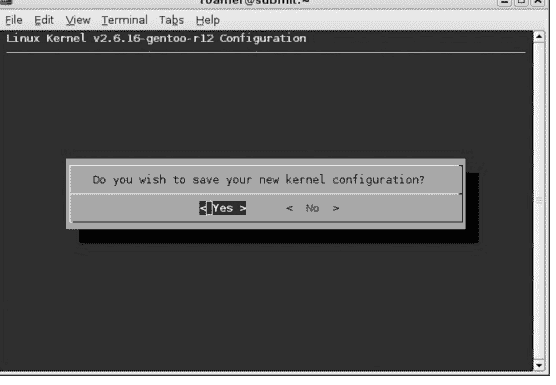 File Edit View Terminal Tabs Help
Linux Kernel v2.6.16-gentoo-r12 Configuration
Do you wish to save your new kernel configuration?
< Yes > < No >